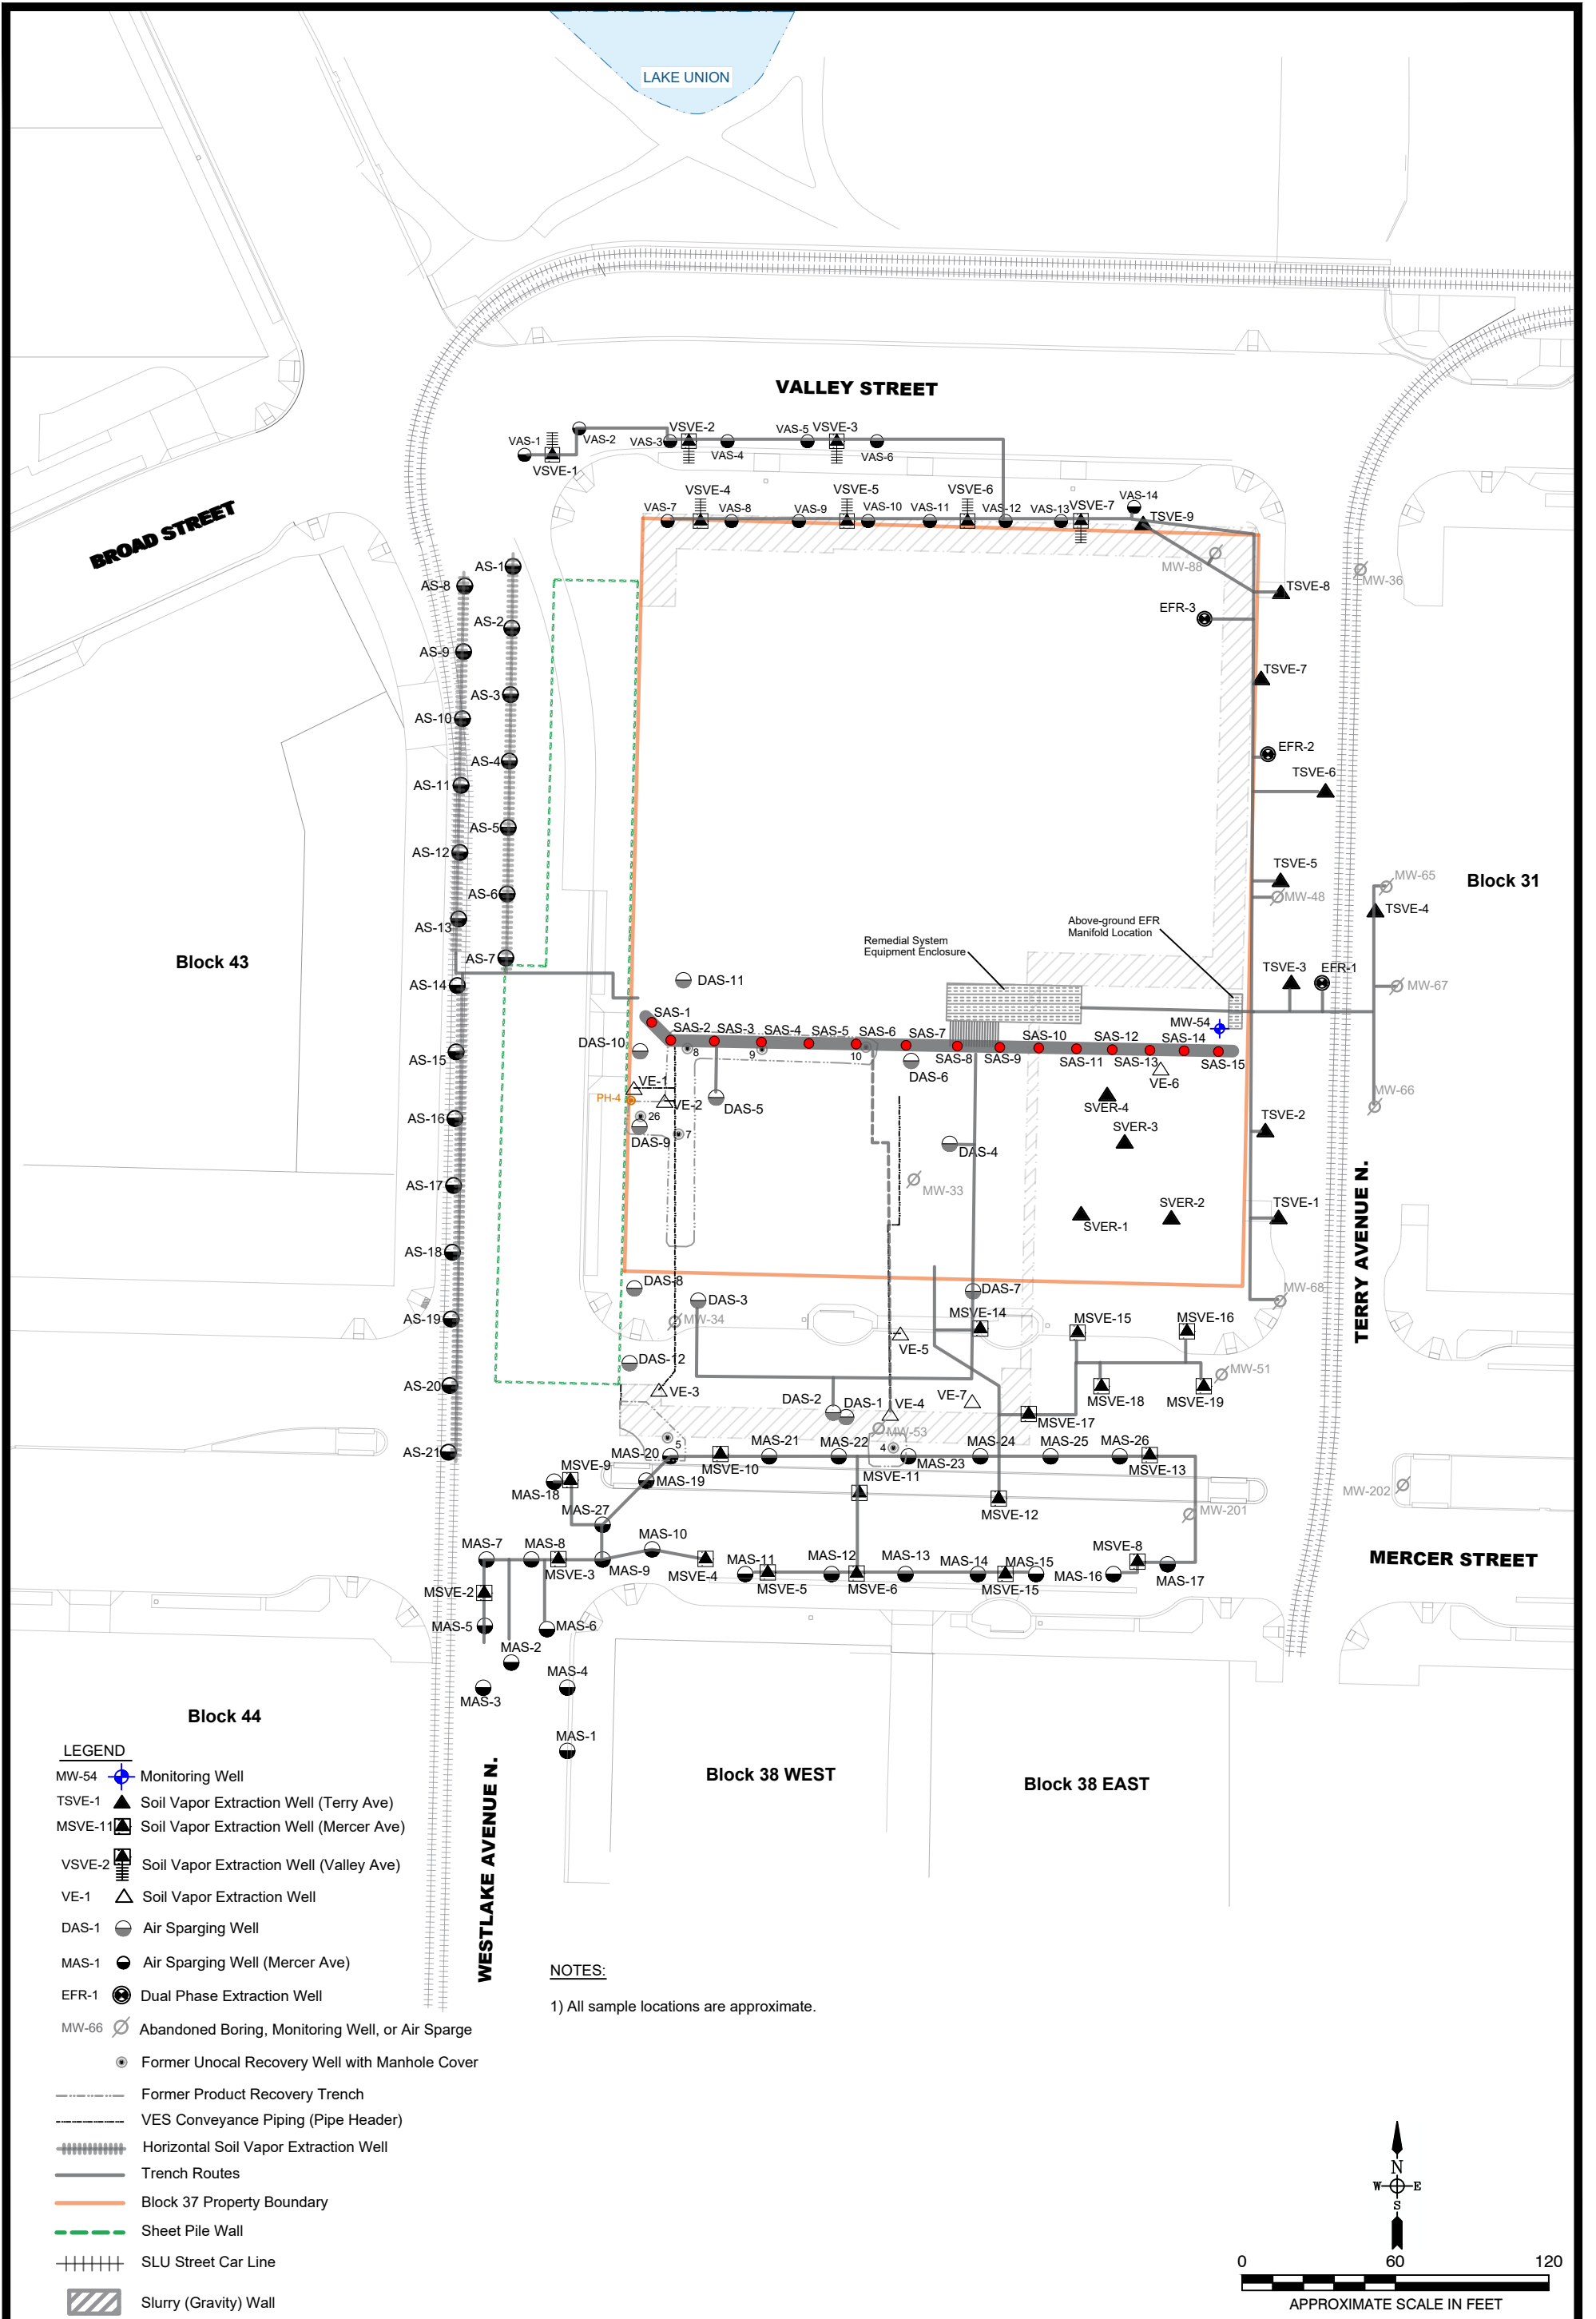 LAKE UNION
VALLEY STREET
BROAD STREET
VAS-1
VSVE-1
VAS-2
VAS-3
VSVE-2
VAS-4
VAS-5
VSVE-3
VAS-6
VAS-7
VSVE-4
VAS-8
VAS-9
VSVE-5
VAS-10
VAS-11
VSVE-6
VAS-12
VAS-13
VSVE-7
VAS-14
TSVE-9
MW-88
MW-36
TSVE-8
EFR-3
TSVE-7
EFR-2
TSVE-6
TSVE-5
MW-48
MW-65
TSVE-4
Block 31
AS-1
AS-8
AS-2
AS-9
AS-3
AS-10
AS-4
AS-11
AS-5
AS-12
AS-6
AS-13
AS-7
AS-14
AS-15
AS-16
AS-17
AS-18
AS-19
AS-20
AS-21
Block 43
Above-ground EFR
Manifold Location
Remedial System
Equipment Enclosure
TSVE-3
EFR-1
MW-67
MW-54
MW-66
DAS-11
SAS-1
SAS-2
SAS-3
SAS-4
SAS-5
SAS-6
SAS-7
SAS-8
SAS-9
SAS-10
SAS-11
SAS-12
SAS-13
SAS-14
SAS-15
DAS-10
8
9
10
DAS-6
VE-6
VE-1
PH-4
VE-2
DAS-5
26
DAS-9
7
SVER-4
SVER-3
DAS-4
MW-33
TSVE-2
SVER-2
SVER-1
TSVE-1
TERRY AVENUE N.
DAS-8
DAS-3
MW-34
DAS-7
MSVE-14
VE-5
MW-68
MSVE-15
MSVE-16
MW-51
DAS-12
VE-3
DAS-2
DAS-1
VE-4
VE-7
MSVE-17
MSVE-18
MSVE-19
MW-53
5
4
MAS-20
MSVE-10
MAS-21
MAS-22
MAS-23
MAS-24
MAS-25
MAS-26
MSVE-13
MSVE-9
MAS-18
MAS-19
MSVE-11
MSVE-12
MW-201
MW-202
MAS-27
MAS-7
MAS-8
MSVE-3
MAS-9
MAS-10
MSVE-4
MAS-11
MSVE-5
MAS-12
MSVE-6
MAS-13
MAS-14
MSVE-15
MAS-15
MAS-16
MSVE-8
MAS-17
MERCER STREET
MSVE-2
MAS-5
MAS-6
MAS-2
MAS-3
MAS-4
MAS-1
Block 44
Block 38 WEST
Block 38 EAST
WESTLAKE AVENUE N.
LEGEND
MW-54 Monitoring Well
TSVE-1 Soil Vapor Extraction Well (Terry Ave)
MSVE-11 Soil Vapor Extraction Well (Mercer Ave)
VSVE-2 Soil Vapor Extraction Well (Valley Ave)
VE-1 Soil Vapor Extraction Well
DAS-1 Air Sparging Well
MAS-1 Air Sparging Well (Mercer Ave)
EFR-1 Dual Phase Extraction Well
MW-66 Abandoned Boring, Monitoring Well, or Air Sparge
Former Unocal Recovery Well with Manhole Cover
Former Product Recovery Trench
VES Conveyance Piping (Pipe Header)
Horizontal Soil Vapor Extraction Well
Trench Routes
Block 37 Property Boundary
Sheet Pile Wall
SLU Street Car Line
Slurry (Gravity) Wall
NOTES:
1) All sample locations are approximate.
N
W E
S
0 60 120
APPROXIMATE SCALE IN FEET